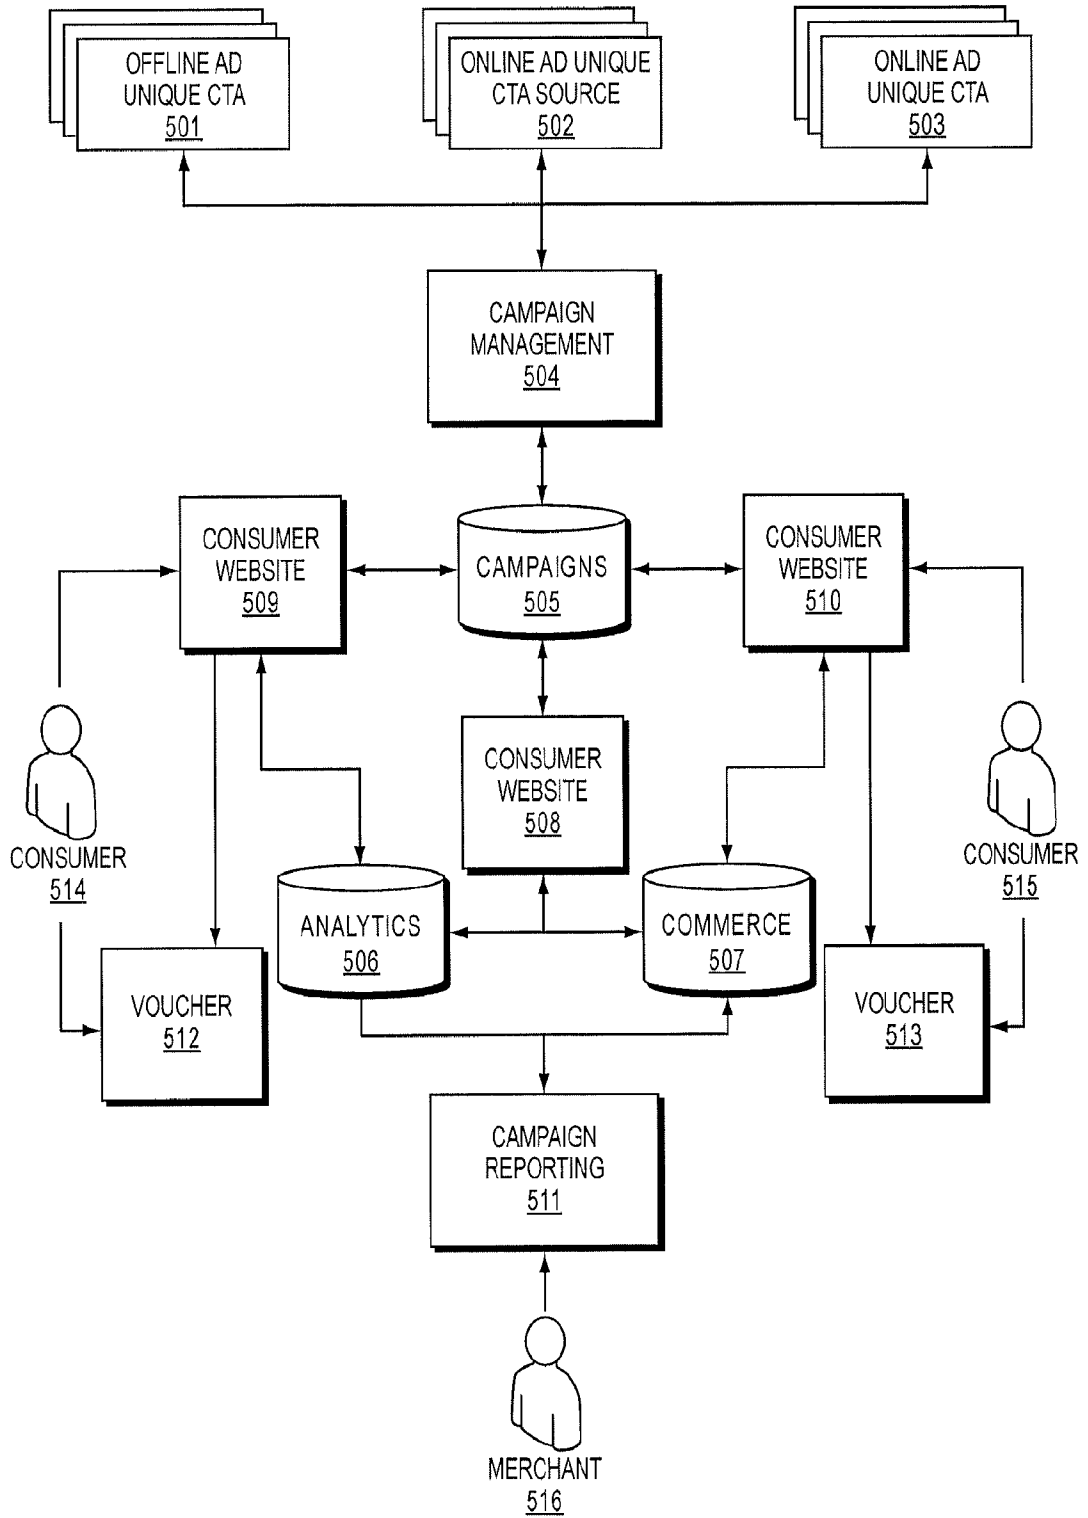 OFFLINE AD
UNIQUE CTA
501
ONLINE AD UNIQUE
CTA SOURCE
502
ONLINE AD
UNIQUE CTA
503
CAMPAIGN
MANAGEMENT
504
CONSUMER
WEBSITE
509
CAMPAIGNS
505
CONSUMER
WEBSITE
510
CONSUMER
WEBSITE
508
CONSUMER
514
CONSUMER
515
ANALYTICS
506
COMMERCE
507
VOUCHER
512
VOUCHER
513
CAMPAIGN
REPORTING
511
MERCHANT
516